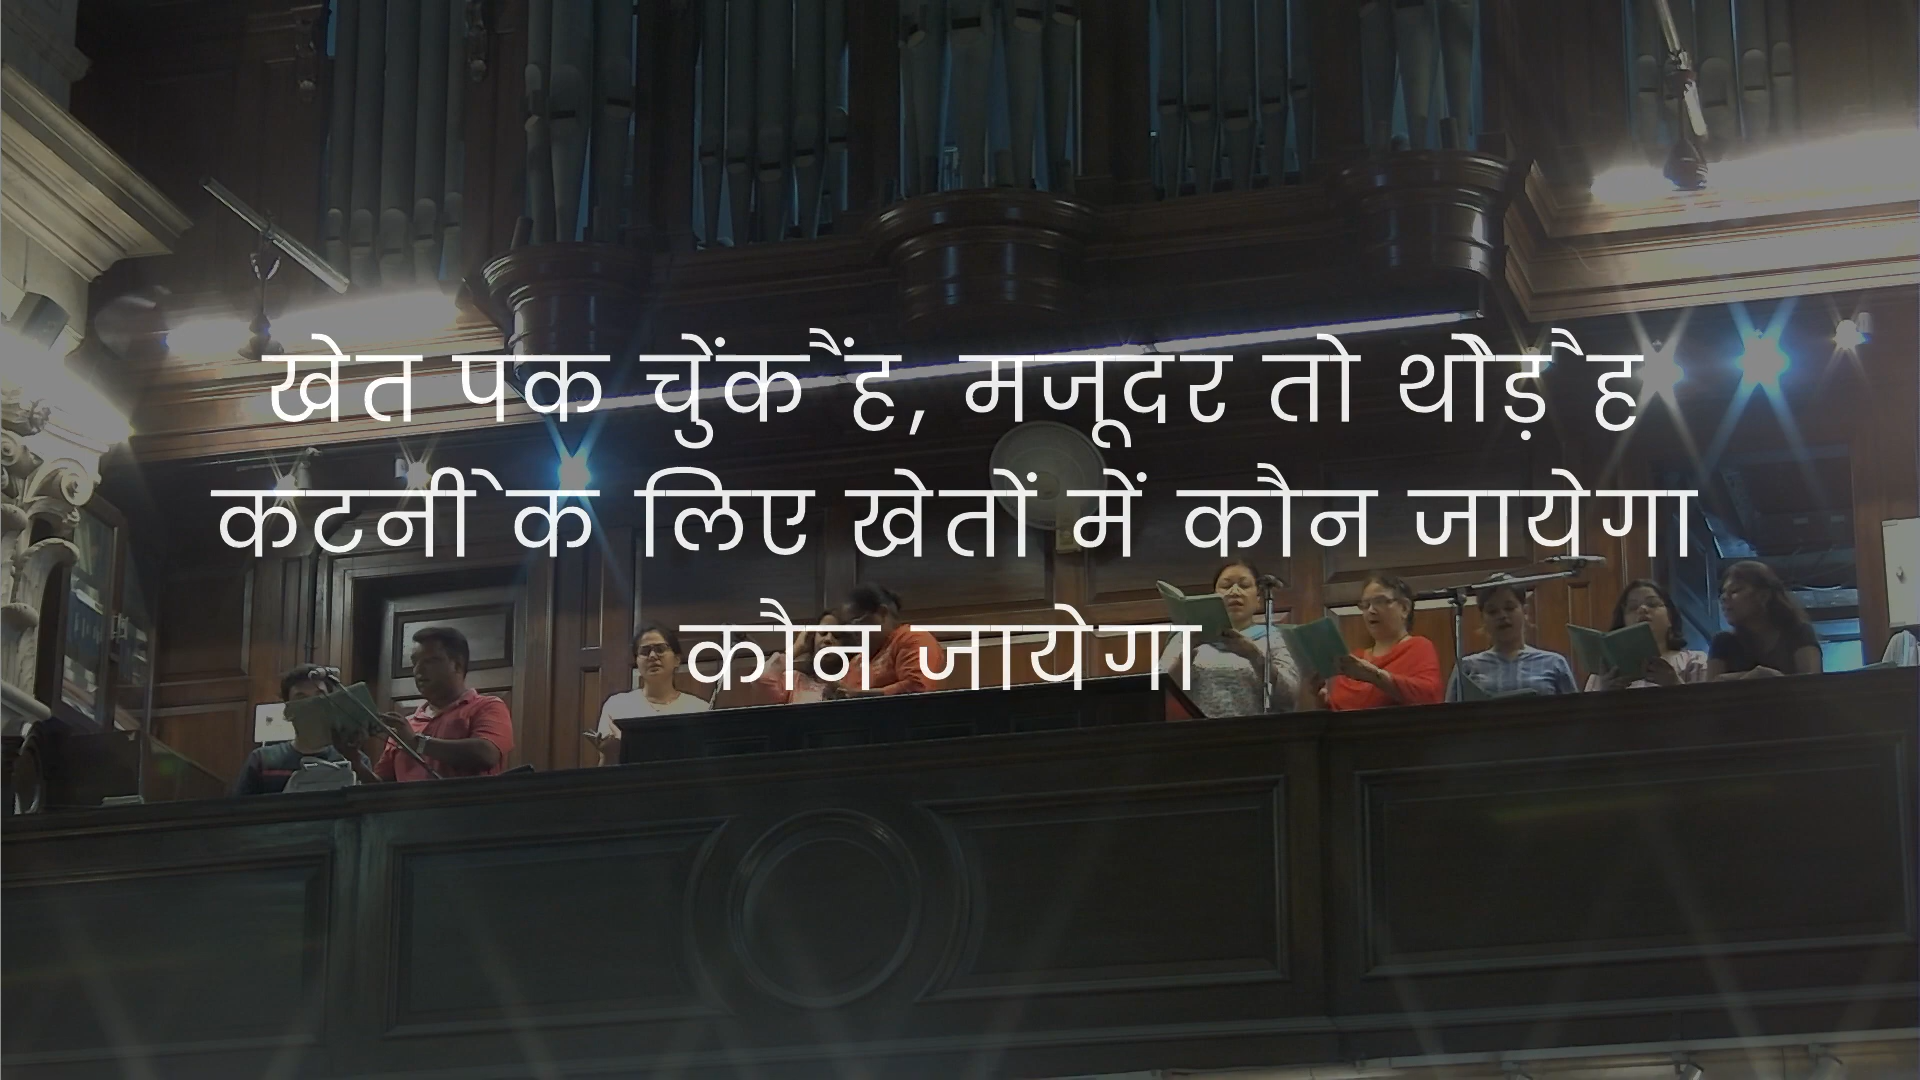 खेत पक चुेंकैंह, मजूदर तो थोेड़ैह
कटनीेक लिए खेतों में कौन जायेगा
कौन जायेगा